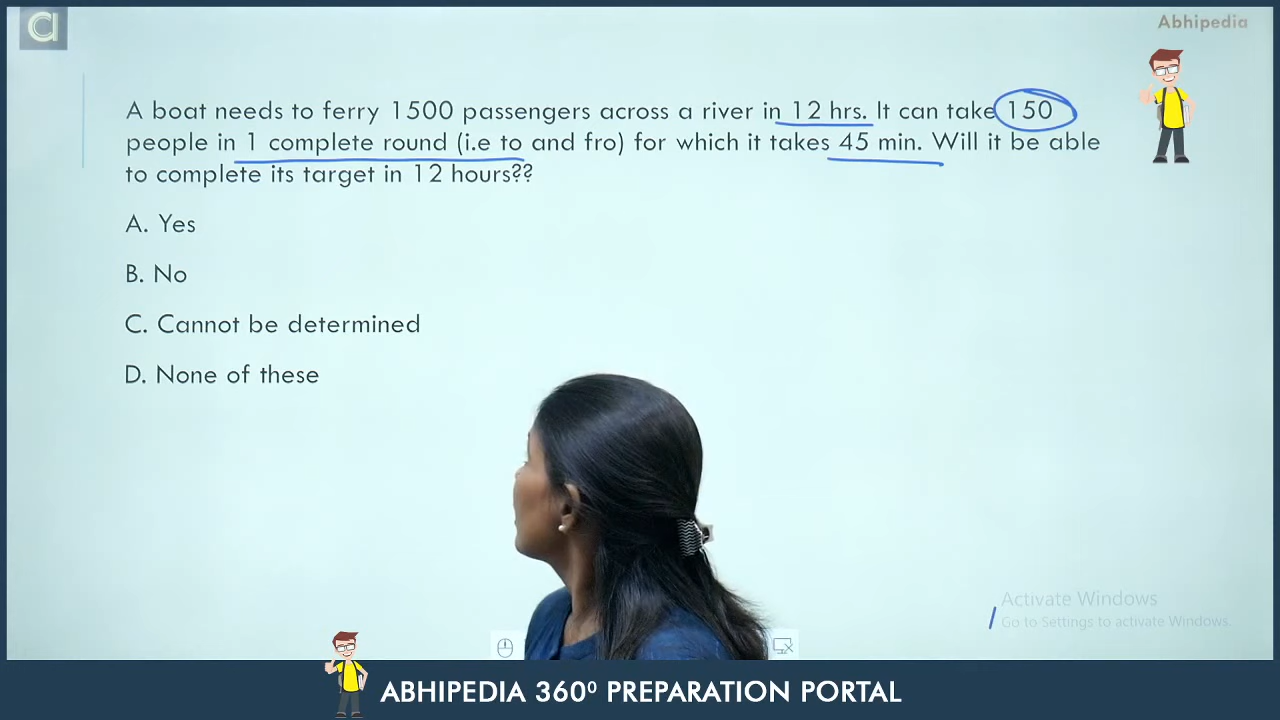 Abhipedia
A boat needs to ferry 1500 passengers across a river in 12 hrs. It can take 150
people in 1 complete round (i.e to and fro) for which it takes 45 min. Will it be able
to complete its target in 12 hours??
A. Yes
B. No
C. Cannot be determined
D. None of these
Activate Windows
Go to Settings to activate Windows.
ABHIPEDIA 360⁰ PREPARATION PORTAL